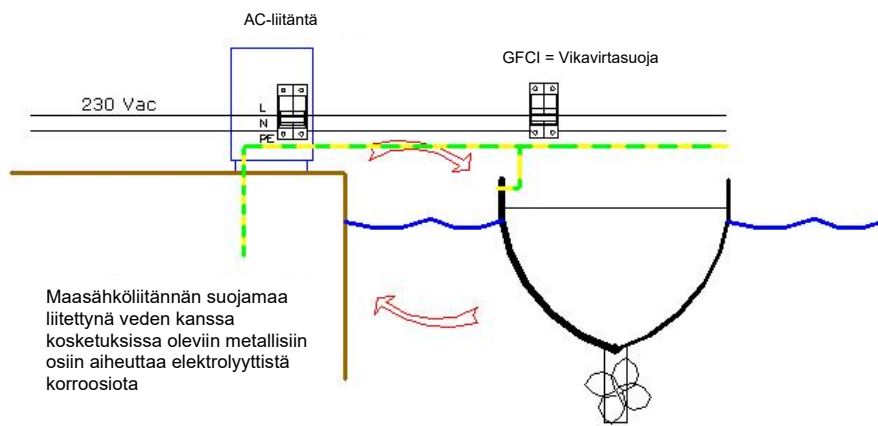 AC-liitäntä
GFCI = Vikavirtasuoja
230 Vac
L
N
PE
Maasähköliitännän suojamaa
liitettynä veden kanssa
kosketuksissa oleviin metallisiin
osiin aiheuttaa elektrolyyttistä
korroosiota